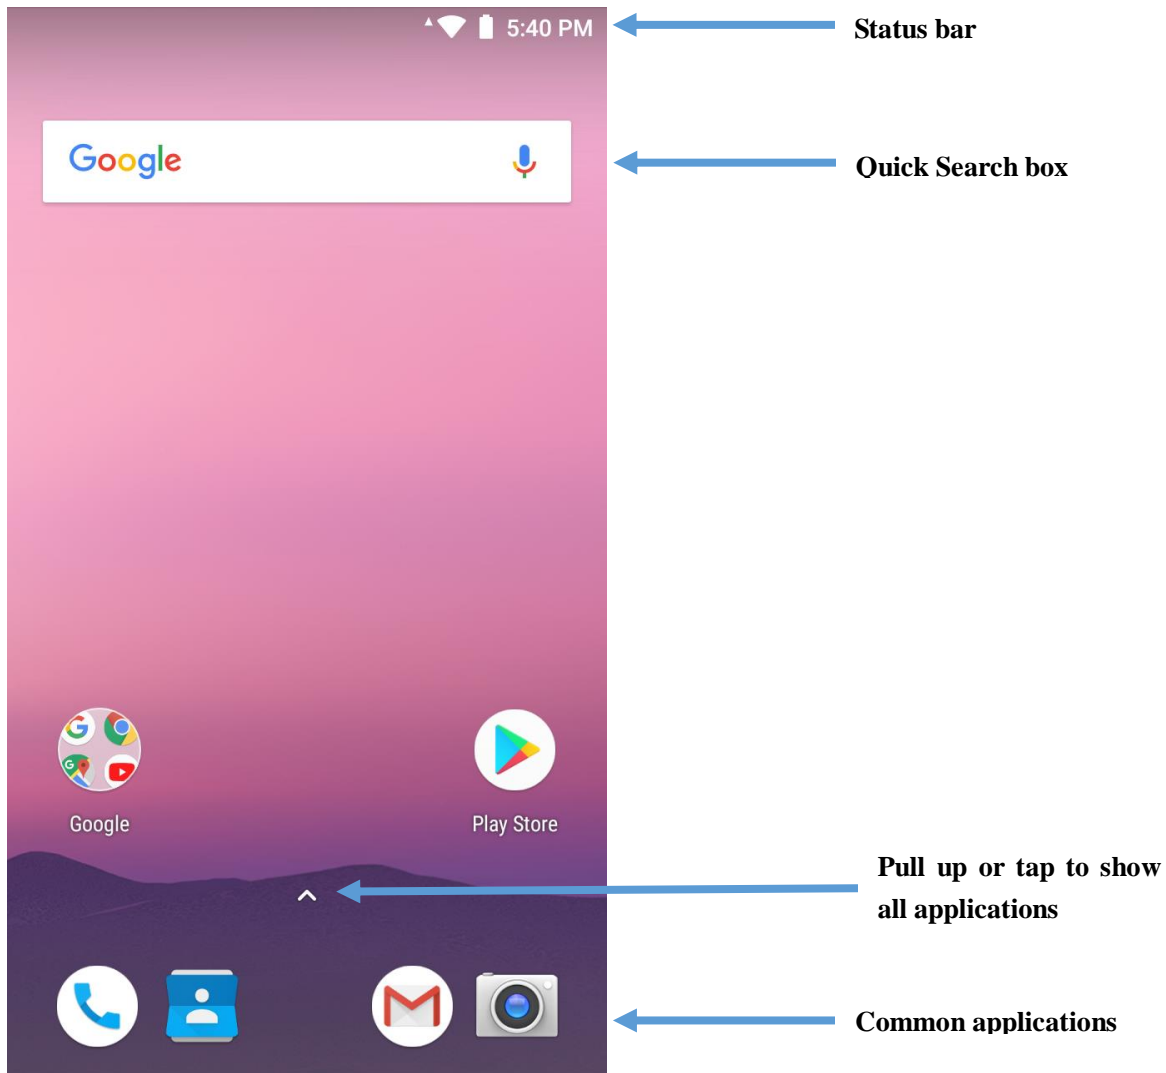 5:40 PM
Status bar
Google
Quick Search box
Google
Play Store
Pull up or tap to show
all applications
Common applications